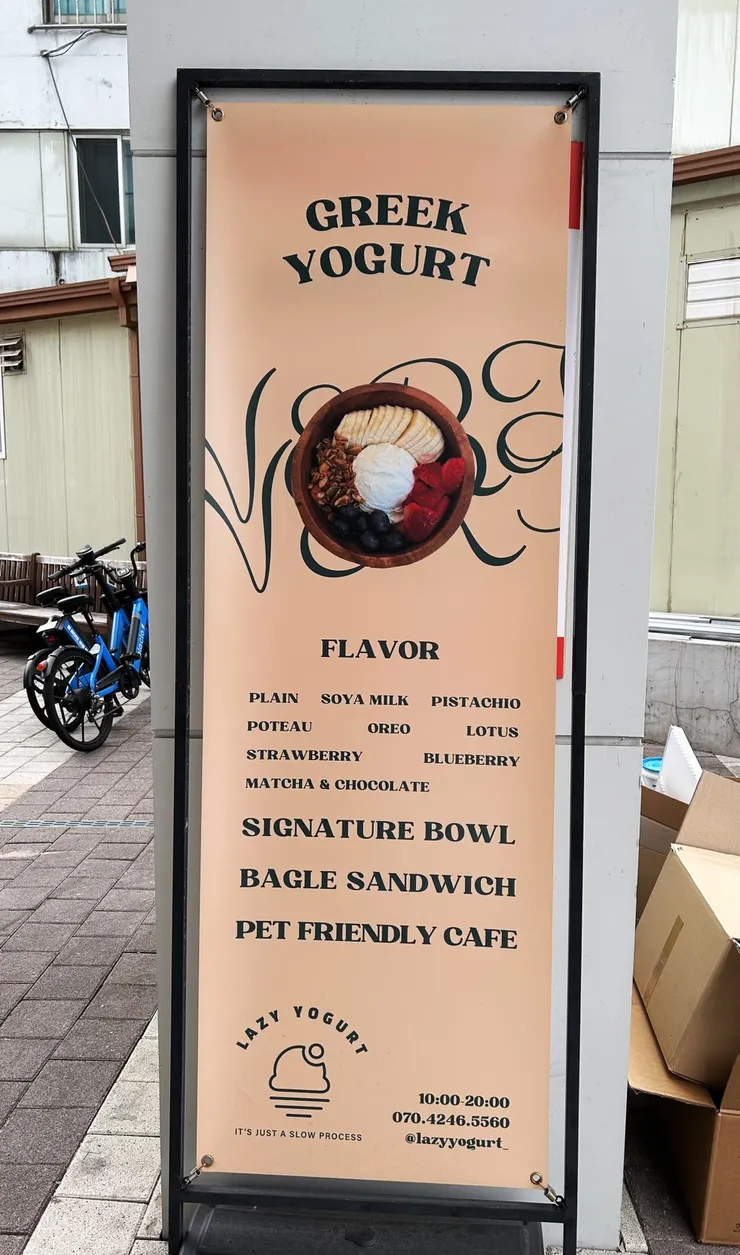 GREEK
YOGURT
FLAVOR
PLAIN SOYA MILK PISTACHIO
POTEAU OREO LOTUS
STRAWBERRY BLUEBERRY
MATCHA & CHOCOLATE
SIGNATURE BOWL
BAGLE SANDWICH
PET FRIENDLY CAFE
LAZY YOGURT
IT'S JUST A SLOW PROCESS
10:00-20:00
070.4246.5560
@lazyyogurt_